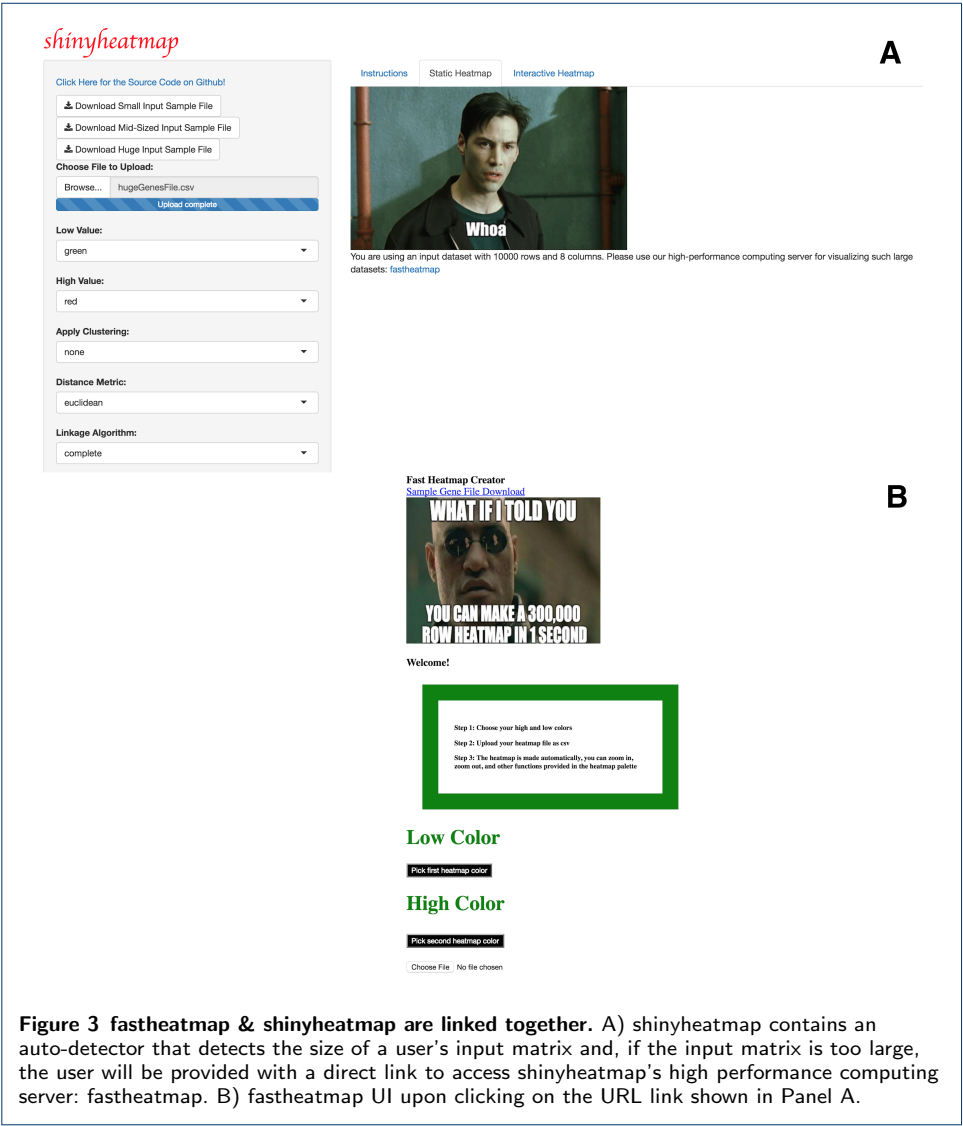 shinyheatmap
A
Click Here for the Source Code on Github!
Download Small Input Sample File
Download Mid-Sized Input Sample File
Download Huge Input Sample File
Choose File to Upload:
Browse... hugeGenesFile.csv
Upload complete
Low Value:
green
High Value:
red
Apply Clustering:
none
Distance Metric:
euclidean
Linkage Algorithm:
complete
Instructions Static Heatmap Interactive Heatmap
Whoa
You are using an input dataset with 10000 rows and 8 columns. Please use our high-performance computing server for visualizing such large
datasets: fastheatmap
B
Fast Heatmap Creator
Sample Gene File Download
WHAT IF I TOLD YOU
YOU CAN MAKE A 300,000
ROW HEATMAP IN 1 SECOND
Welcome!
Step 1: Choose your high and low colors
Step 2: Upload your heatmap file as csv
Step 3: The heatmap is made automatically, you can zoom in,
zoom out, and other functions provided in the heatmap palette
Low Color
Pick first heatmap color
High Color
Pick second heatmap color
Choose File No file chosen
Figure 3 fastheatmap & shinyheatmap are linked together. A) shinyheatmap contains an
auto-detector that detects the size of a user's input matrix and, if the input matrix is too large,
the user will be provided with a direct link to access shinyheatmap's high performance computing
server: fastheatmap. B) fastheatmap UI upon clicking on the URL link shown in Panel A.